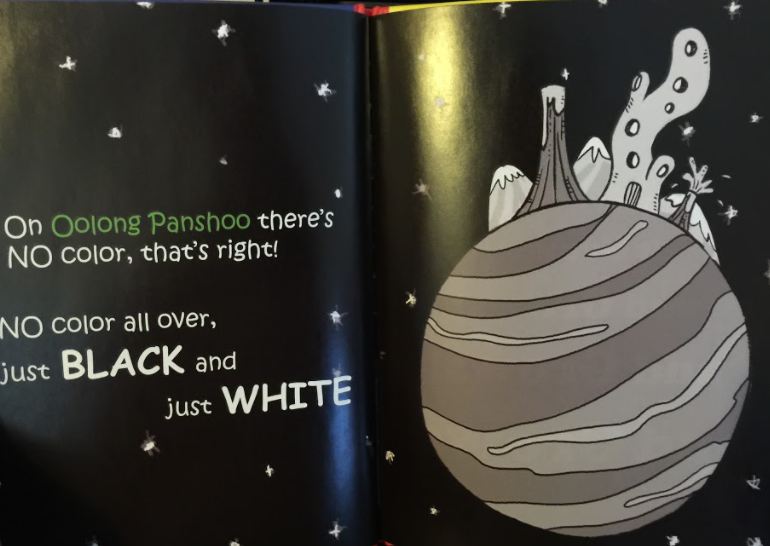 On Oolong Panshoo there's
NO color, that's right!
NO color all over,
just BLACK and
just WHITE